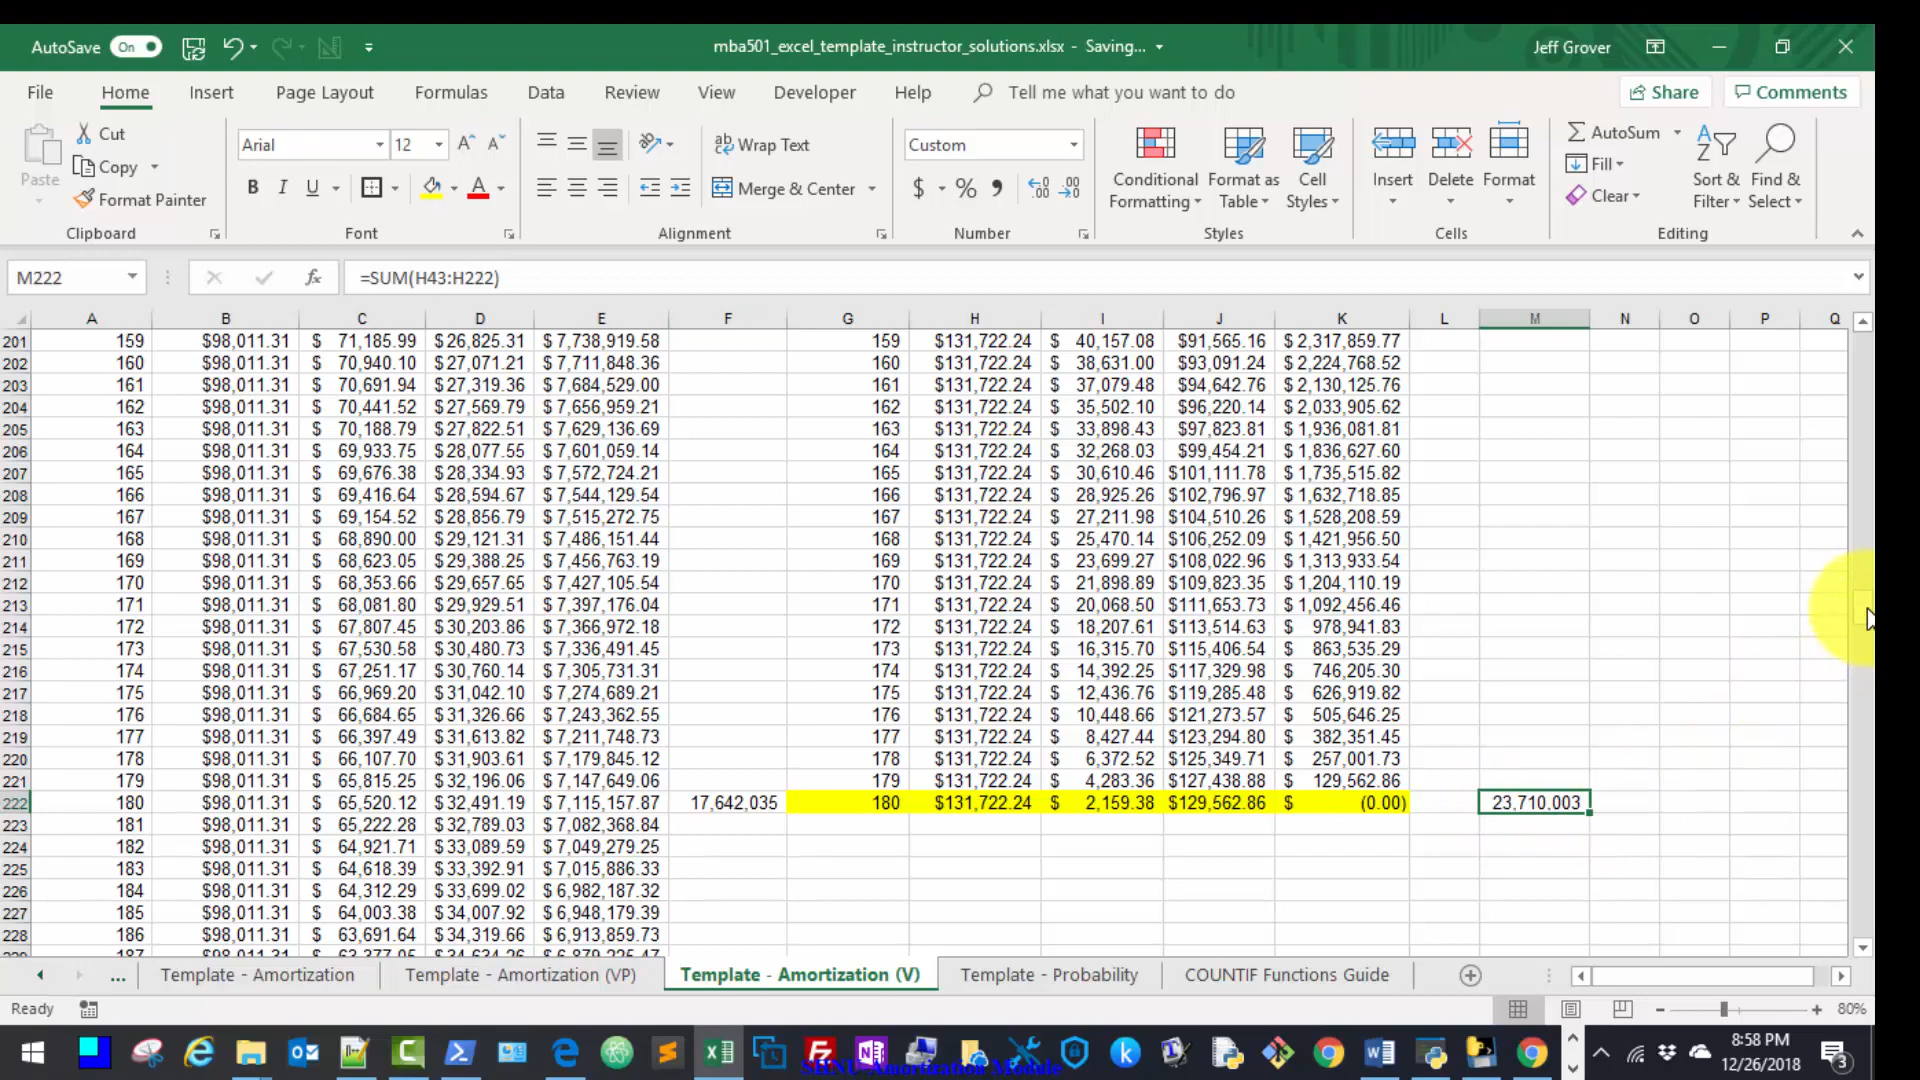 AutoSave On mba501_excel_template_instructor_solutions.xlsx - Saving... Jeff Grover
File Home Insert Page Layout Formulas Data Review View Developer Help Tell me what you want to do Share Comments
Paste Cut Copy Format Painter
Arial 12 B I U
ab Wrap Text Merge & Center
Custom $ % , .00
Conditional Formatting Format as Table Cell Styles
Insert Delete Format
AutoSum Fill Clear Sort & Filter Find & Select
Clipboard Font Alignment Number Styles Cells Editing
M222 fx =SUM(H43:H222)
A B C D E F G H I J K L M N O P Q
201 159 $98,011.31 $ 71,185.99 $26,825.31 $7,738,919.58 159 $131,722.24 $ 40,157.08 $91,565.16 $2,317,859.77
202 160 $98,011.31 $ 70,940.10 $27,071.21 $7,711,848.36 160 $131,722.24 $ 38,631.00 $93,091.24 $2,224,768.52
203 161 $98,011.31 $ 70,691.94 $27,319.36 $7,684,529.00 161 $131,722.24 $ 37,079.48 $94,642.76 $2,130,125.76
204 162 $98,011.31 $ 70,441.52 $27,569.79 $7,656,959.21 162 $131,722.24 $ 35,502.10 $96,220.14 $2,033,905.62
205 163 $98,011.31 $ 70,188.79 $27,822.51 $7,629,136.69 163 $131,722.24 $ 33,898.43 $97,823.81 $1,936,081.81
206 164 $98,011.31 $ 69,933.75 $28,077.55 $7,601,059.14 164 $131,722.24 $ 32,268.03 $99,454.21 $1,836,627.60
207 165 $98,011.31 $ 69,676.38 $28,334.93 $7,572,724.21 165 $131,722.24 $ 30,610.46 $101,111.78 $1,735,515.82
208 166 $98,011.31 $ 69,416.64 $28,594.67 $7,544,129.54 166 $131,722.24 $ 28,925.26 $102,796.97 $1,632,718.85
209 167 $98,011.31 $ 69,154.52 $28,856.79 $7,515,272.75 167 $131,722.24 $ 27,211.98 $104,510.26 $1,528,208.59
210 168 $98,011.31 $ 68,890.00 $29,121.31 $7,486,151.44 168 $131,722.24 $ 25,470.14 $106,252.09 $1,421,956.50
211 169 $98,011.31 $ 68,623.05 $29,388.25 $7,456,763.19 169 $131,722.24 $ 23,699.27 $108,022.96 $1,313,933.54
212 170 $98,011.31 $ 68,353.66 $29,657.65 $7,427,105.54 170 $131,722.24 $ 21,898.89 $109,823.35 $1,204,110.19
213 171 $98,011.31 $ 68,081.80 $29,929.51 $7,397,176.04 171 $131,722.24 $ 20,068.50 $111,653.73 $1,092,456.46
214 172 $98,011.31 $ 67,807.45 $30,203.86 $7,366,972.18 172 $131,722.24 $ 18,207.61 $113,514.63 $ 978,941.83
215 173 $98,011.31 $ 67,530.58 $30,480.73 $7,336,491.45 173 $131,722.24 $ 16,315.70 $115,406.54 $ 863,535.29
216 174 $98,011.31 $ 67,251.17 $30,760.14 $7,305,731.31 174 $131,722.24 $ 14,392.25 $117,329.98 $ 746,205.30
217 175 $98,011.31 $ 66,969.20 $31,042.10 $7,274,689.21 175 $131,722.24 $ 12,436.76 $119,285.48 $ 626,919.82
218 176 $98,011.31 $ 66,684.65 $31,326.66 $7,243,362.55 176 $131,722.24 $ 10,448.66 $121,273.57 $ 505,646.25
219 177 $98,011.31 $ 66,397.49 $31,613.82 $7,211,748.73 177 $131,722.24 $ 8,427.44 $123,294.80 $ 382,351.45
220 178 $98,011.31 $ 66,107.70 $31,903.61 $7,179,845.12 178 $131,722.24 $ 6,372.52 $125,349.71 $ 257,001.73
221 179 $98,011.31 $ 65,815.25 $32,196.06 $7,147,649.06 179 $131,722.24 $ 4,283.36 $127,438.88 $ 129,562.86
222 180 $98,011.31 $ 65,520.12 $32,491.19 $7,115,157.87 17,642,035 180 $131,722.24 $ 2,159.38 $129,562.86 $ (0.00) 23,710,003
223 181 $98,011.31 $ 65,222.28 $32,789.03 $7,082,368.84
224 182 $98,011.31 $ 64,921.71 $33,089.59 $7,049,279.25
225 183 $98,011.31 $ 64,618.39 $33,392.91 $7,015,886.33
226 184 $98,011.31 $ 64,312.29 $33,699.02 $6,982,187.32
227 185 $98,011.31 $ 64,003.38 $34,007.92 $6,948,179.39
228 186 $98,011.31 $ 63,691.64 $34,319.66 $6,913,859.73
... Template - Amortization Template - Amortization (VP) Template - Amortization (V) Template - Probability COUNTIF Functions Guide
Ready 80%
8:58 PM
12/26/2018
3
SHNU Amortization Module